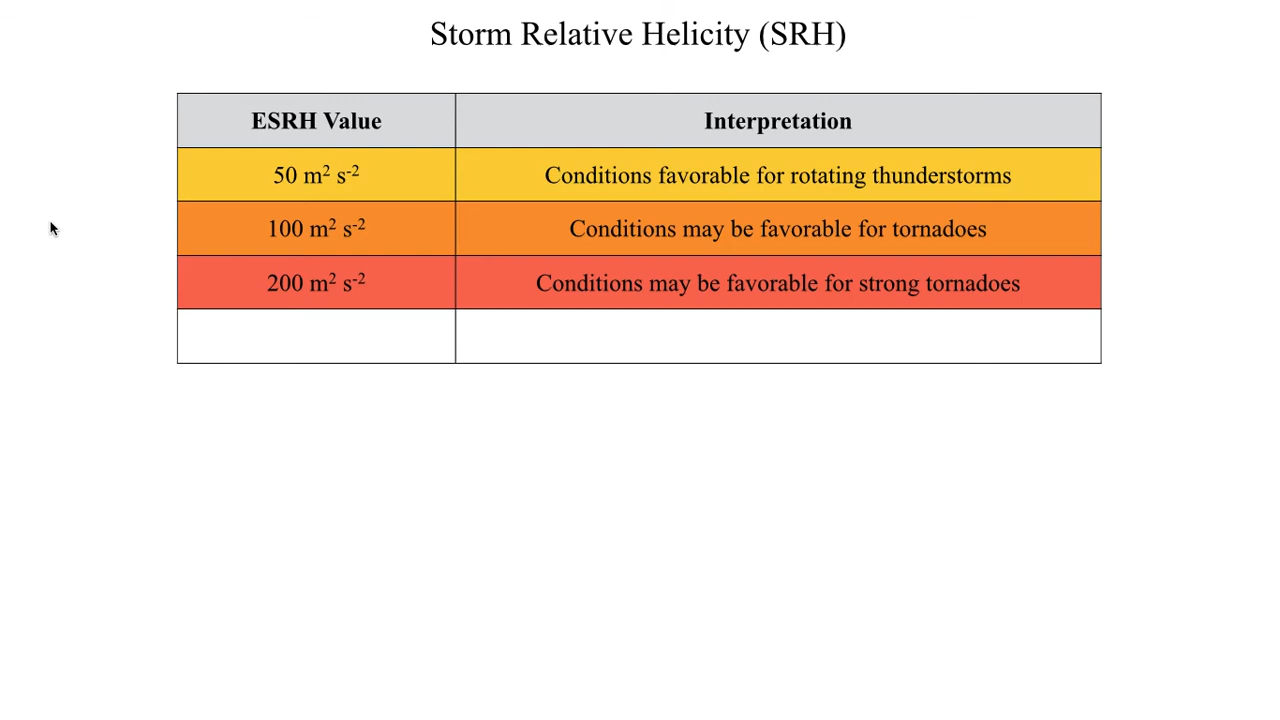 Storm Relative Helicity (SRH)
ESRH Value Interpretation
50 m² s⁻² Conditions favorable for rotating thunderstorms
100 m² s⁻² Conditions may be favorable for tornadoes
200 m² s⁻² Conditions may be favorable for strong tornadoes